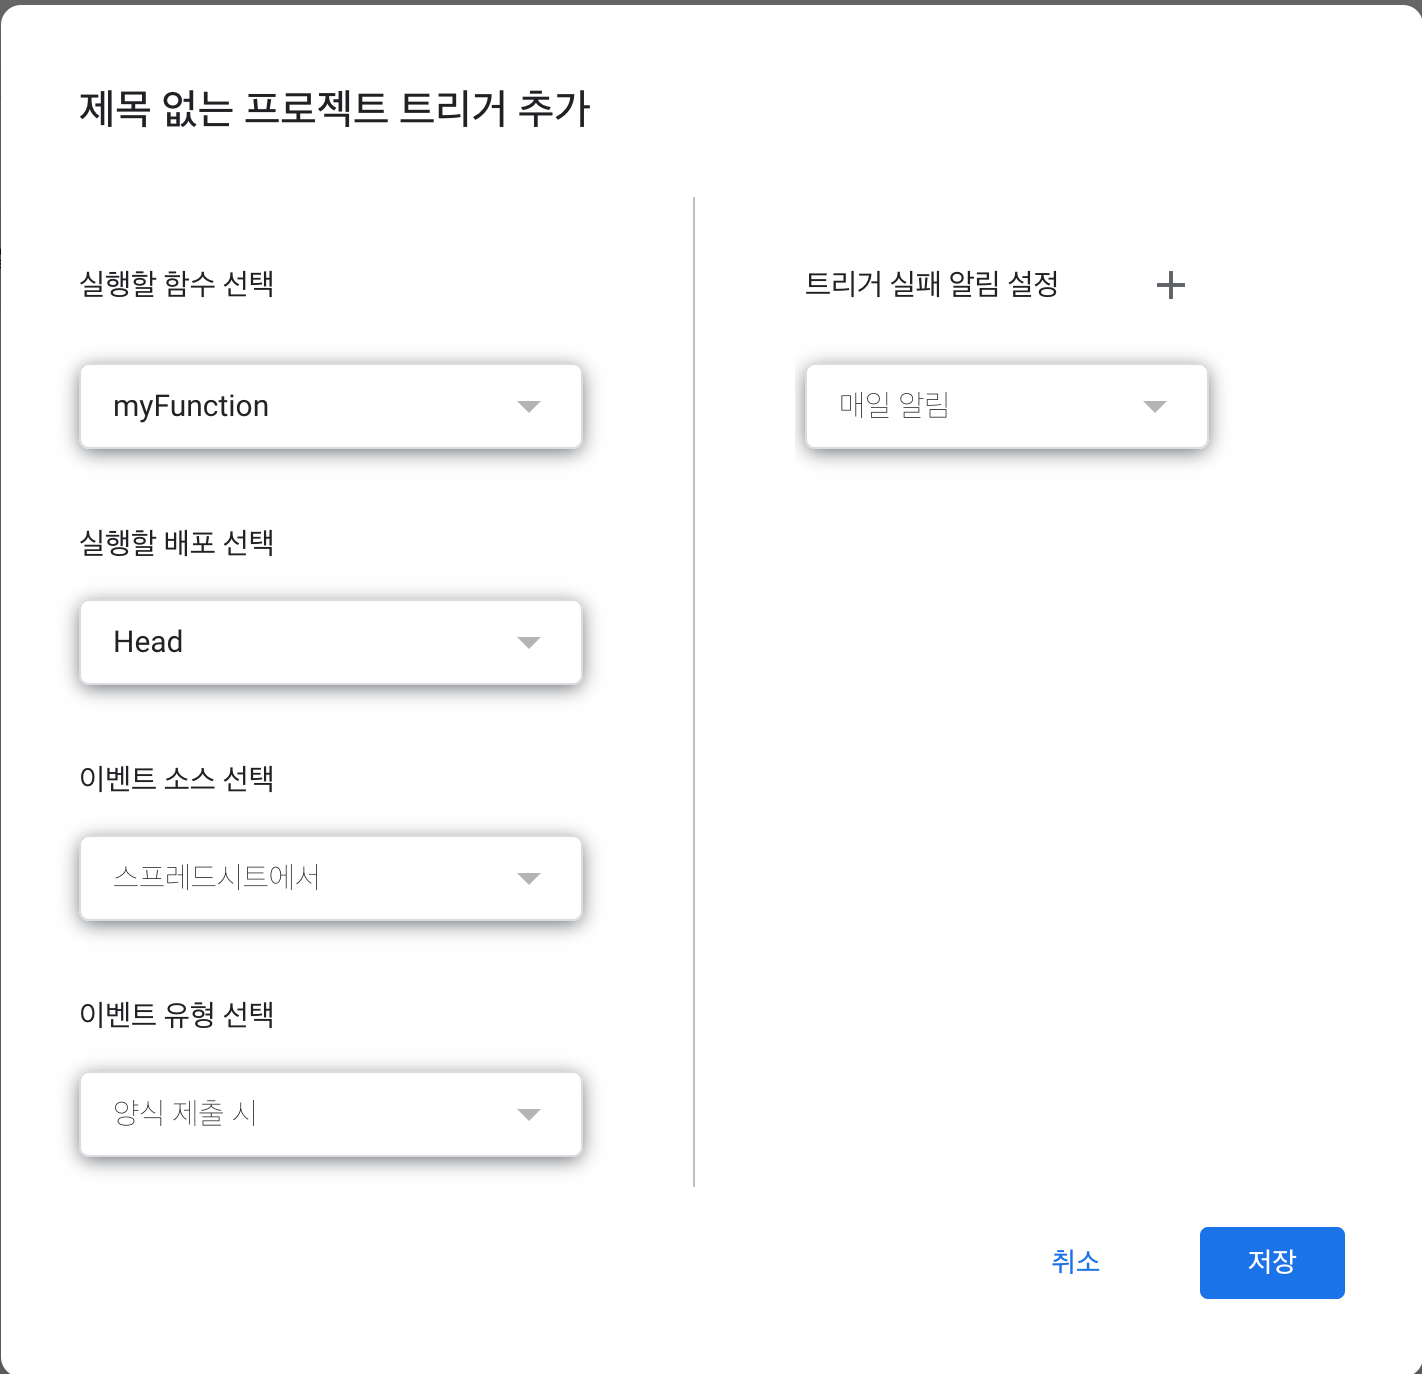 제목 없는 프로젝트 트리거 추가
실행할 함수 선택
myFunction
실행할 배포 선택
Head
이벤트 소스 선택
스프레드시트에서
이벤트 유형 선택
양식 제출 시
트리거 실패 알림 설정
매일 알림
취소
저장